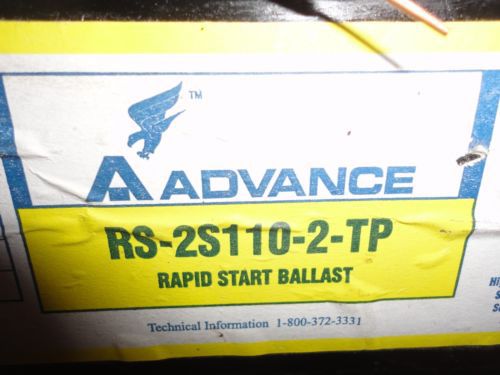 TM
ADVANCE
RS-2S110-2-TP
RAPID START BALLAST
Technical Information 1-800-372-3331